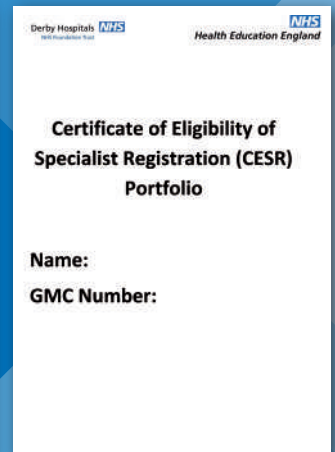 Derby Hospitals NHS
NHS Foundation Trust
NHS
Health Education England
Certificate of Eligibility of
Specialist Registration (CESR)
Portfolio
Name:
GMC Number: